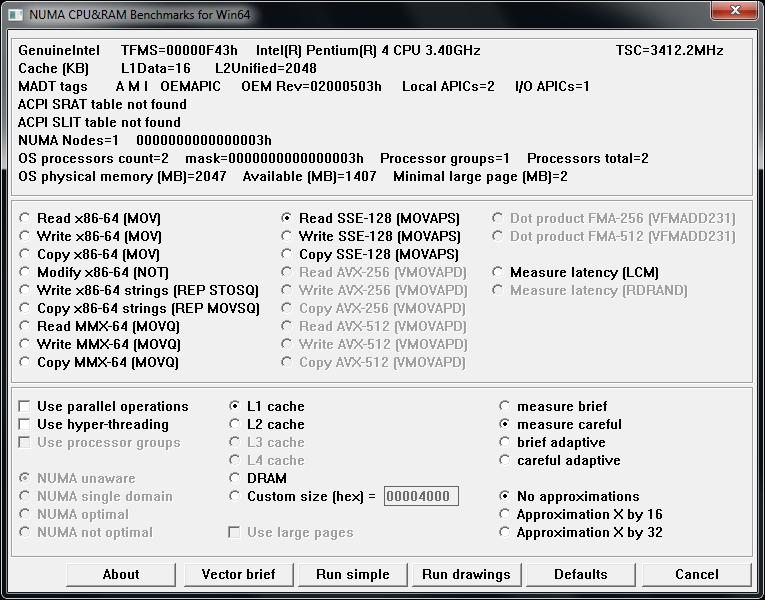 NUMA CPU&RAM Benchmarks for Win64
GenuineIntel TFMS=00000F43h Intel(R) Pentium(R) 4 CPU 3.40GHz TSC=3412.2MHz
Cache (KB) L1Data=16 L2Unified=2048
MADT tags A M I OEMAPIC OEM Rev=02000503h Local APICs=2 I/O APICs=1
ACPI SRAT table not found
ACPI SLIT table not found
NUMA Nodes=1 0000000000000003h
OS processors count=2 mask=0000000000000003h Processor groups=1 Processors total=2
OS physical memory (MB)=2047 Available (MB)=1407 Minimal large page (MB)=2
Read x86-64 (MOV)
Write x86-64 (MOV)
Copy x86-64 (MOV)
Modify x86-64 (NOT)
Write x86-64 strings (REP STOSQ)
Copy x86-64 strings (REP MOVSQ)
Read MMX-64 (MOVQ)
Write MMX-64 (MOVQ)
Copy MMX-64 (MOVQ)
Read SSE-128 (MOVAPS)
Write SSE-128 (MOVAPS)
Copy SSE-128 (MOVAPS)
Read AVX-256 (VMOVAPD)
Write AVX-256 (VMOVAPD)
Copy AVX-256 (VMOVAPD)
Read AVX-512 (VMOVAPD)
Write AVX-512 (VMOVAPD)
Copy AVX-512 (VMOVAPD)
Dot product FMA-256 (VFMADD231)
Dot product FMA-512 (VFMADD231)
Measure latency (LCM)
Measure latency (RDRAND)
Use parallel operations
Use hyper-threading
Use processor groups
NUMA unaware
NUMA single domain
NUMA optimal
NUMA not optimal
L1 cache
L2 cache
L3 cache
L4 cache
DRAM
Custom size (hex) = 00004000
Use large pages
measure brief
measure careful
brief adaptive
careful adaptive
No approximations
Approximation X by 16
Approximation X by 32
About Vector brief Run simple Run drawings Defaults Cancel